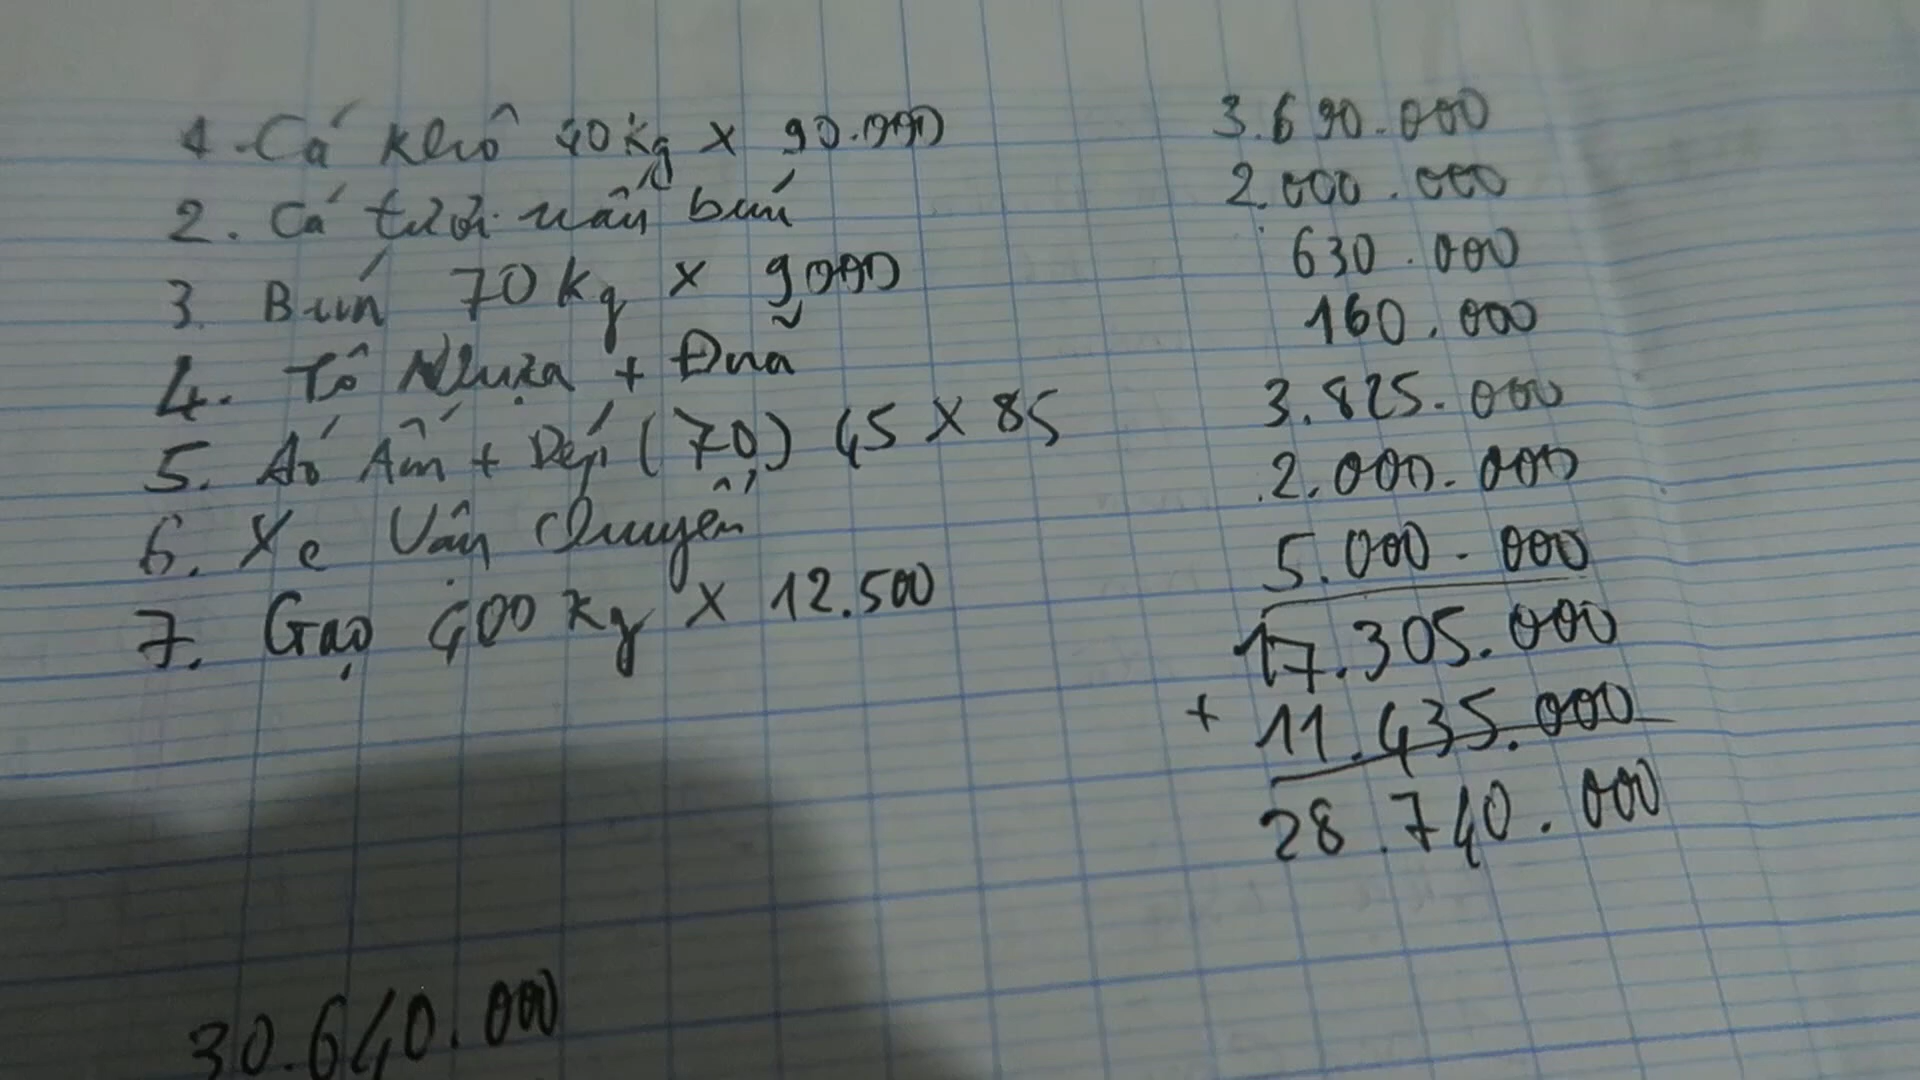 1. Cá khô 40kg x 90.000 3.690.000
2. Cá tươi nấu bún 2.000.000
3. Bún 70kg x 9000 630.000
4. Tô Nhựa + Đũa 160.000
5. Áo Ấm + Dép (70) 45 x 85 3.825.000
6. Xe Vận chuyển 2.000.000
7. Gạo 400kg x 12.500 5.000.000
17.305.000
+ 11.435.000
28.740.000
30.640.000